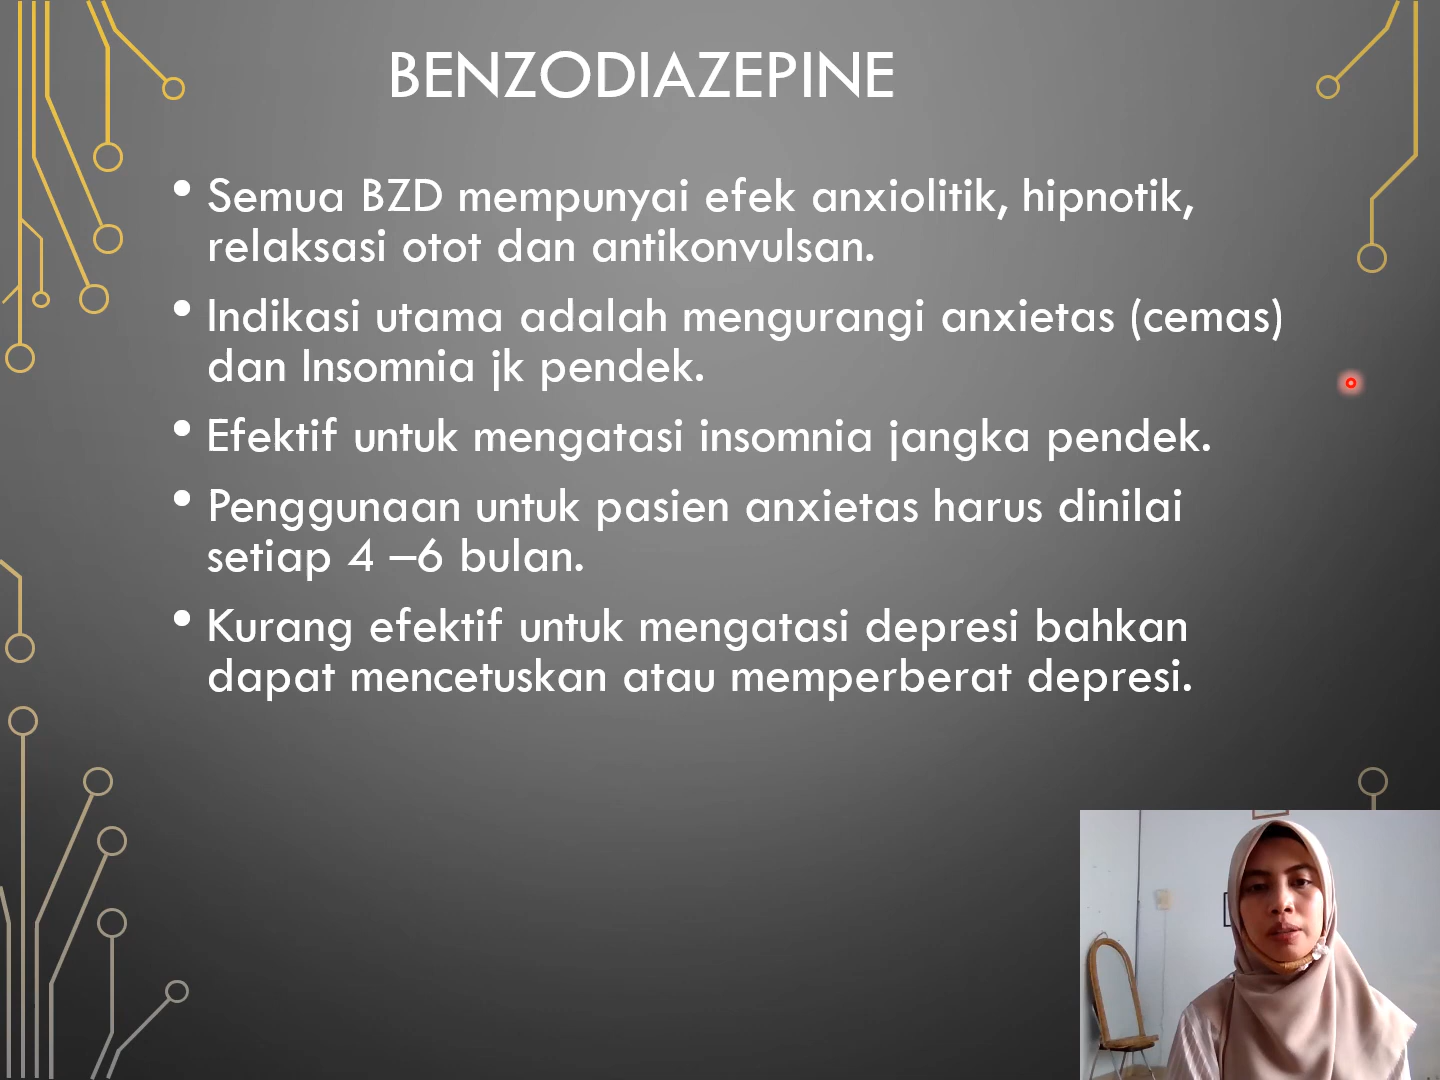 BENZODIAZEPINE
• Semua BZD mempunyai efek anxiolitik, hipnotik,
relaksasi otot dan antikonvulsan.
• Indikasi utama adalah mengurangi anxietas (cemas)
dan Insomnia jk pendek.
• Efektif untuk mengatasi insomnia jangka pendek.
• Penggunaan untuk pasien anxietas harus dinilai
setiap 4 –6 bulan.
• Kurang efektif untuk mengatasi depresi bahkan
dapat mencetuskan atau memperberat depresi.